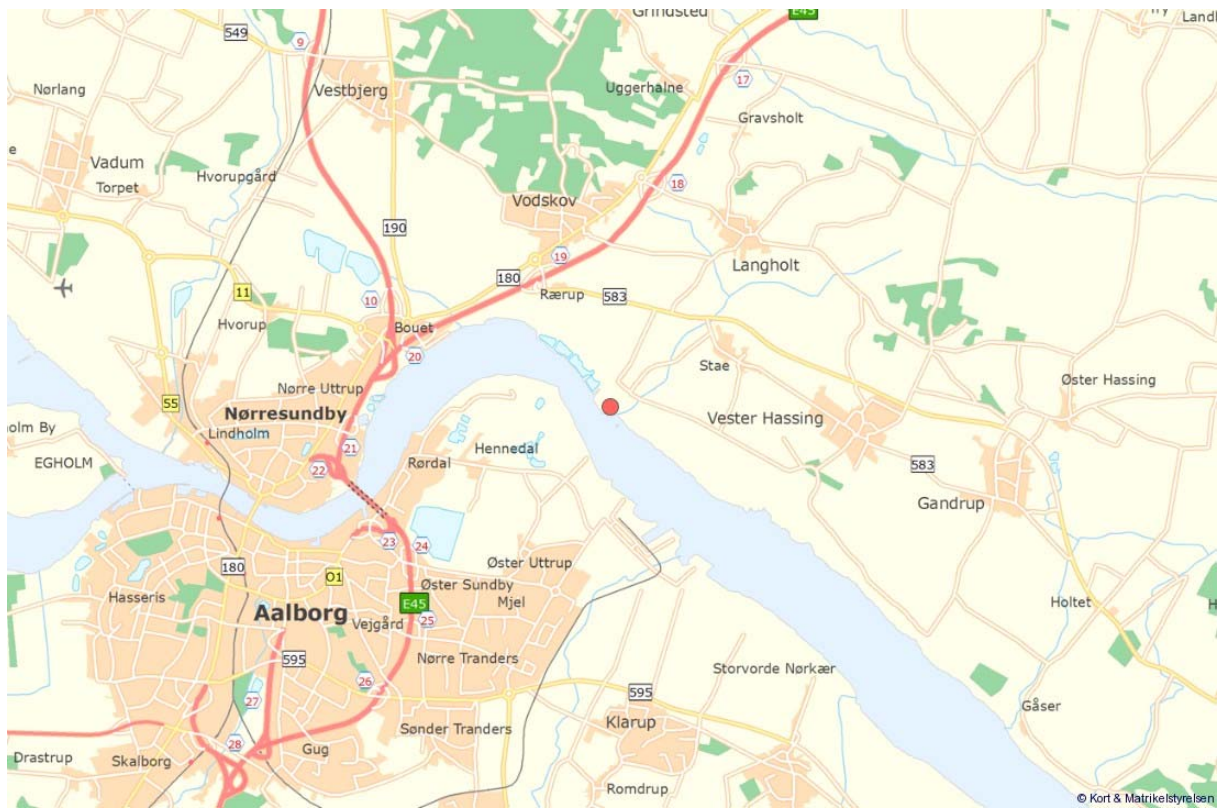 Grindsted
E45
549
9
17
Landl
Vestbjerg
Uggerhalne
Nørlang
Gravsholt
Vadum
Hvorupgård
Torpet
18
Vodskov
190
19
Langholt
180
11
10
Rærup
583
Hvorup
Bouet
20
Stae
Øster Hassing
Nørre Uttrup
55
Nørresundby
Vester Hassing
holm By
Lindholm
21
Hennedal
EGHOLM
22
Rørdal
583
Gandrup
23
24
180
Øster Uttrup
O1
Øster Sundby
Hasseris
E45
Mjel
Holtet
Aalborg
Vejgård
25
595
Nørre Tranders
Storvorde Nørkær
26
595
27
Gåser
Klarup
Sønder Tranders
28
Gug
Drastrup
Skalborg
Romdrup
© Kort & Matrikelstyrelsen